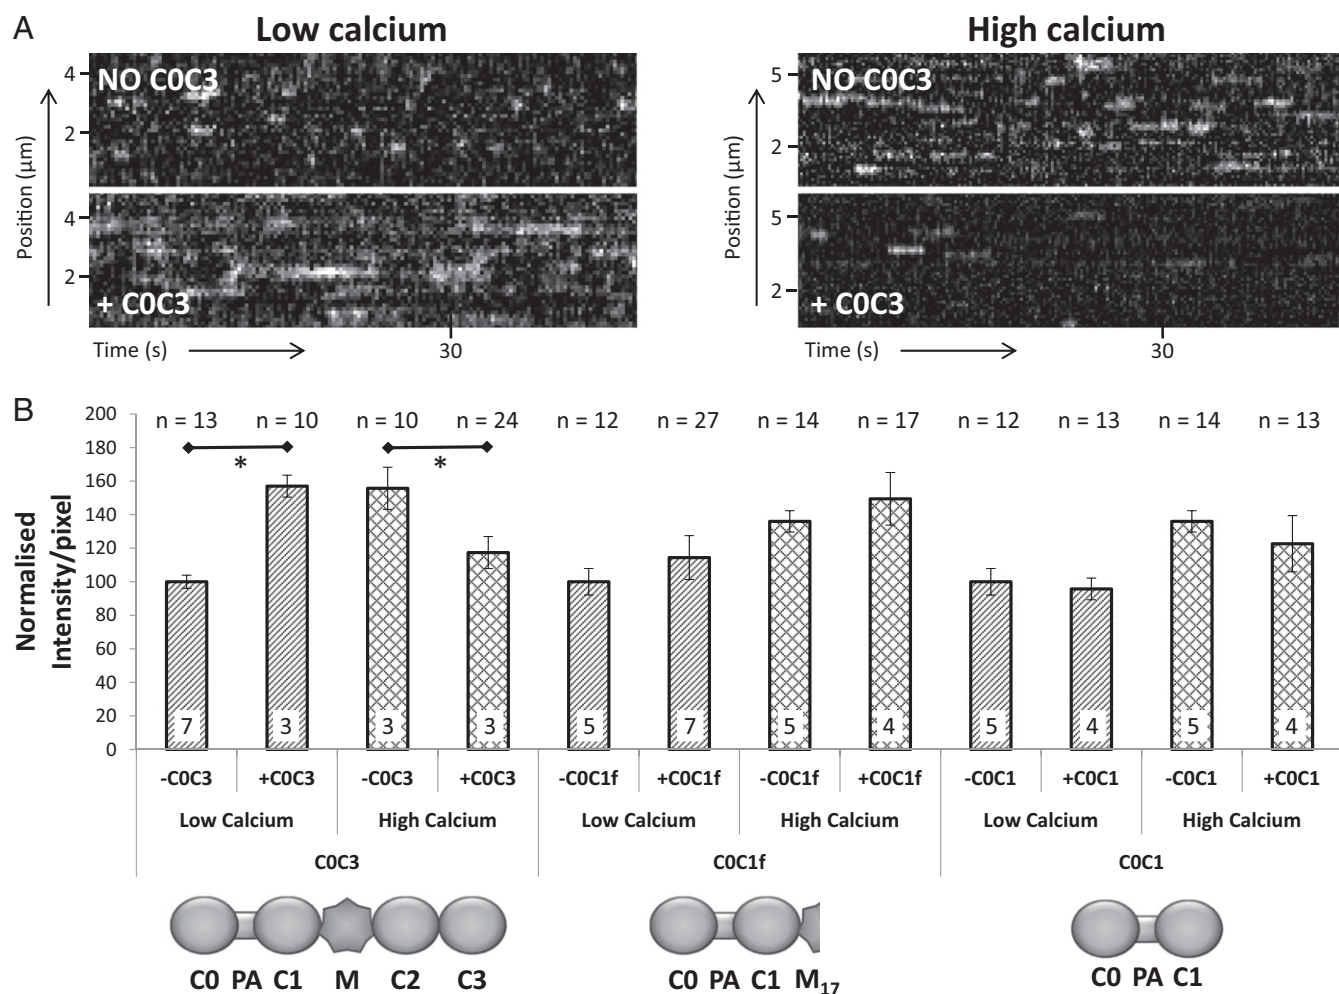 A
Low calcium
High calcium
Position (µm)
4
2
NO C0C3
4
2
+ C0C3
Time (s)
30
Position (µm)
5
2
NO C0C3
5
2
+ C0C3
Time (s)
30
B
Normalised
Intensity/pixel
200
180
160
140
120
100
80
60
40
20
0
n = 13 n = 10 n = 10 n = 24 n = 12 n = 27 n = 14 n = 17 n = 12 n = 13 n = 14 n = 13
* *
7 3 3 3 5 7 5 4 5 4 5 4
-C0C3 +C0C3 -C0C3 +C0C3 -C0C1f +C0C1f -C0C1f +C0C1f -C0C1 +C0C1 -C0C1 +C0C1
Low Calcium High Calcium Low Calcium High Calcium Low Calcium High Calcium
C0C3 C0C1f C0C1
C0 PA C1 M C2 C3 C0 PA C1 M17 C0 PA C1